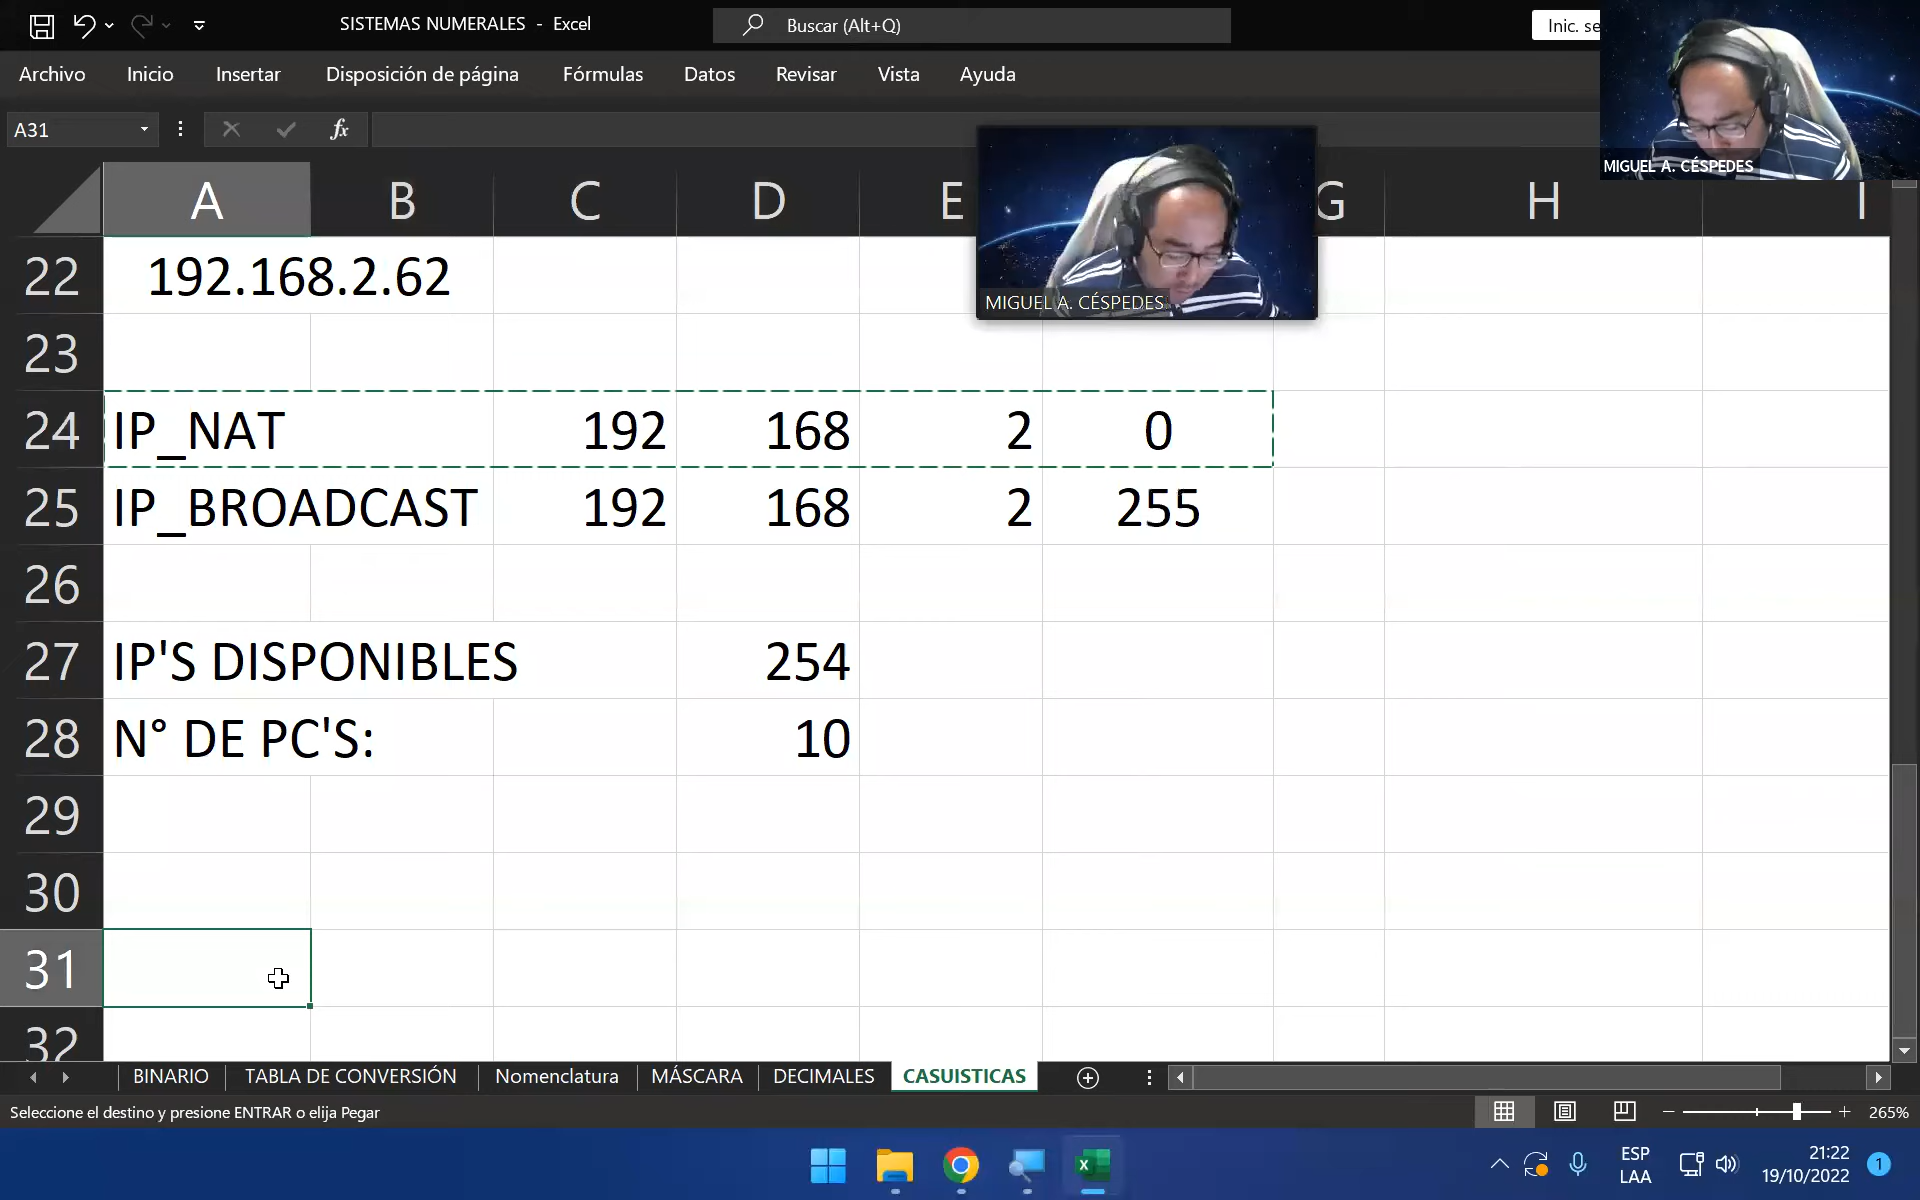 SISTEMAS NUMERALES - Excel
Buscar (Alt+Q)
Inic. se
Archivo Inicio Insertar Disposición de página Fórmulas Datos Revisar Vista Ayuda
A31
fx
MIGUEL A. CÉSPEDES
MIGUEL A. CÉSPEDES
A B C D E G H I
22 192.168.2.62
23
24 IP_NAT 192 168 2 0
25 IP_BROADCAST 192 168 2 255
26
27 IP'S DISPONIBLES 254
28 N° DE PC'S: 10
29
30
31
32
BINARIO TABLA DE CONVERSIÓN Nomenclatura MÁSCARA DECIMALES CASUISTICAS
Seleccione el destino y presione ENTRAR o elija Pegar
265%
ESP
LAA
21:22
19/10/2022
1